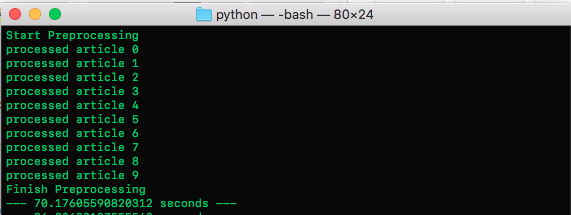 python — -bash — 80×24
Start Preprocessing
processed article 0
processed article 1
processed article 2
processed article 3
processed article 4
processed article 5
processed article 6
processed article 7
processed article 8
processed article 9
Finish Preprocessing
--- 70.17605590820312 seconds ---